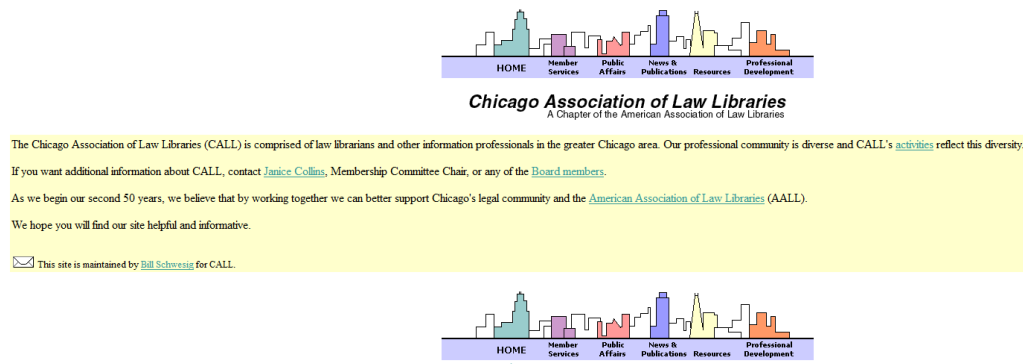 HOME Member Services Public Affairs News & Publications Resources Professional Development
Chicago Association of Law Libraries
A Chapter of the American Association of Law Libraries
The Chicago Association of Law Libraries (CALL) is comprised of law librarians and other information professionals in the greater Chicago area. Our professional community is diverse and CALL's activities reflect this diversity.
If you want additional information about CALL, contact Janice Collins, Membership Committee Chair, or any of the Board members.
As we begin our second 50 years, we believe that by working together we can better support Chicago's legal community and the American Association of Law Libraries (AALL).
We hope you will find our site helpful and informative.
This site is maintained by Bill Schwesig for CALL.
HOME Member Services Public Affairs News & Publications Resources Professional Development